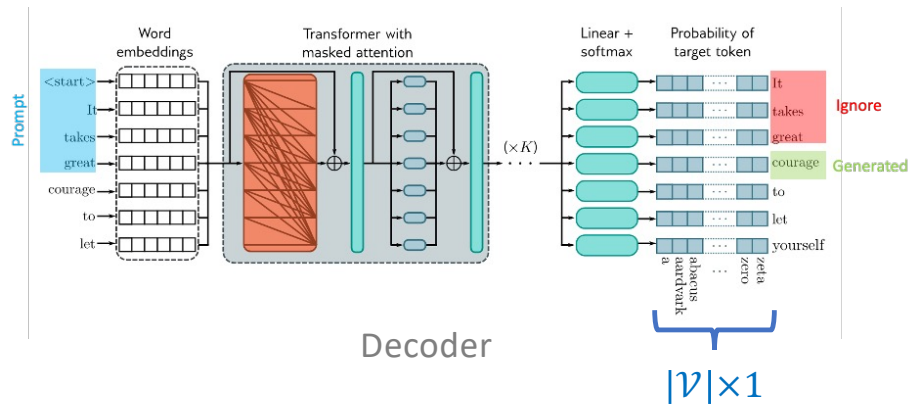 Word embeddings
Transformer with masked attention
Linear + softmax
Probability of target token
Prompt
<start>
It
takes
great
courage
to
let
(×K)
It
takes
great
courage
to
let
yourself
Ignore
Generated
a
aardvark
abacus
...
zero
zeta
Decoder
|𝒱|×1